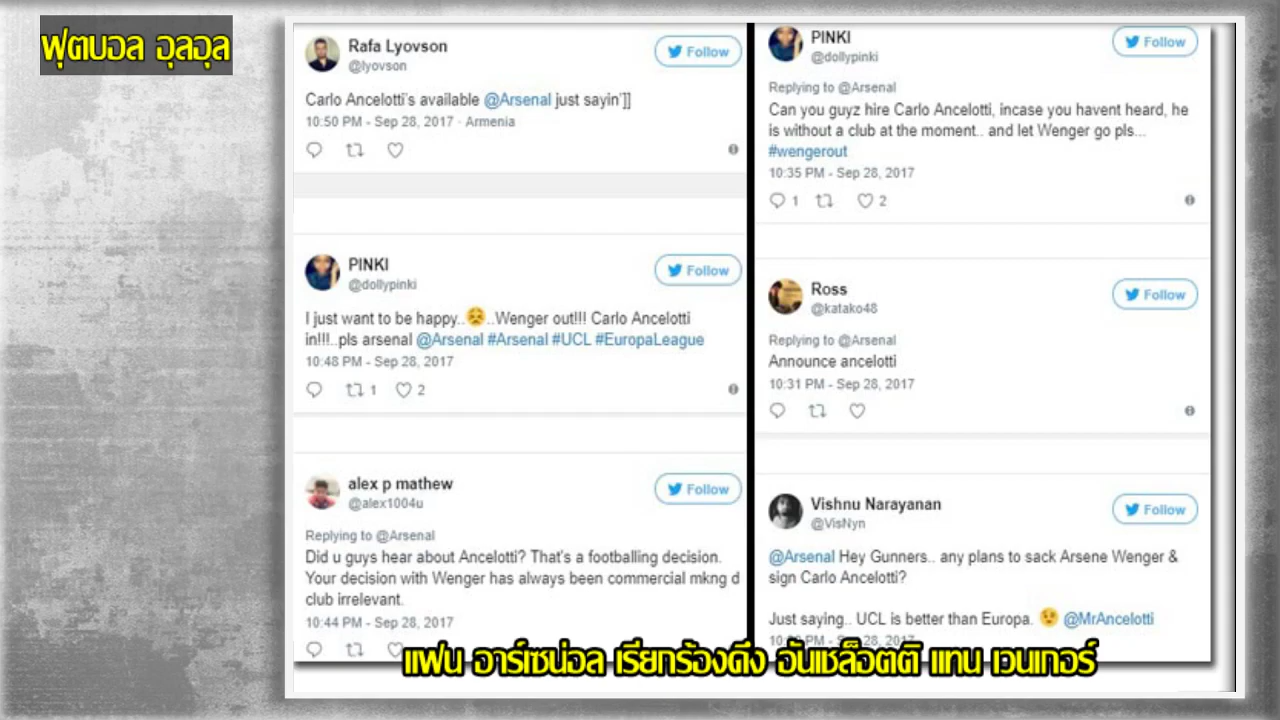 ฟุตบอล อุลอุล
Rafa Lyovson
@lyovson
Follow
Carlo Ancelotti's available @Arsenal just sayin']]
10:50 PM - Sep 28, 2017 · Armenia
PINKI
@dollypinki
Follow
I just want to be happy..😣..Wenger out!!! Carlo Ancelotti
in!!!..pls arsenal @Arsenal #Arsenal #UCL #EuropaLeague
10:48 PM - Sep 28, 2017
1 2
alex p mathew
@alex1004u
Follow
Replying to @Arsenal
Did u guys hear about Ancelotti? That's a footballing decision.
Your decision with Wenger has always been commercial mkng d
club irrelevant.
10:44 PM - Sep 28, 2017
PINKI
@dollypinki
Follow
Replying to @Arsenal
Can you guyz hire Carlo Ancelotti, incase you havent heard, he
is without a club at the moment.. and let Wenger go pls...
#wengerout
10:35 PM - Sep 28, 2017
1 2
Ross
@katako48
Follow
Replying to @Arsenal
Announce ancelotti
10:31 PM - Sep 28, 2017
Vishnu Narayanan
@VisNyn
Follow
@Arsenal Hey Gunners.. any plans to sack Arsene Wenger &
sign Carlo Ancelotti?
Just saying.. UCL is better than Europa. 😉 @MrAncelotti
PM - Sep 28, 2017
แฟน อาร์เซน่อล เรียกร้องดึง อันเชล็อตติ แทน เวนเกอร์